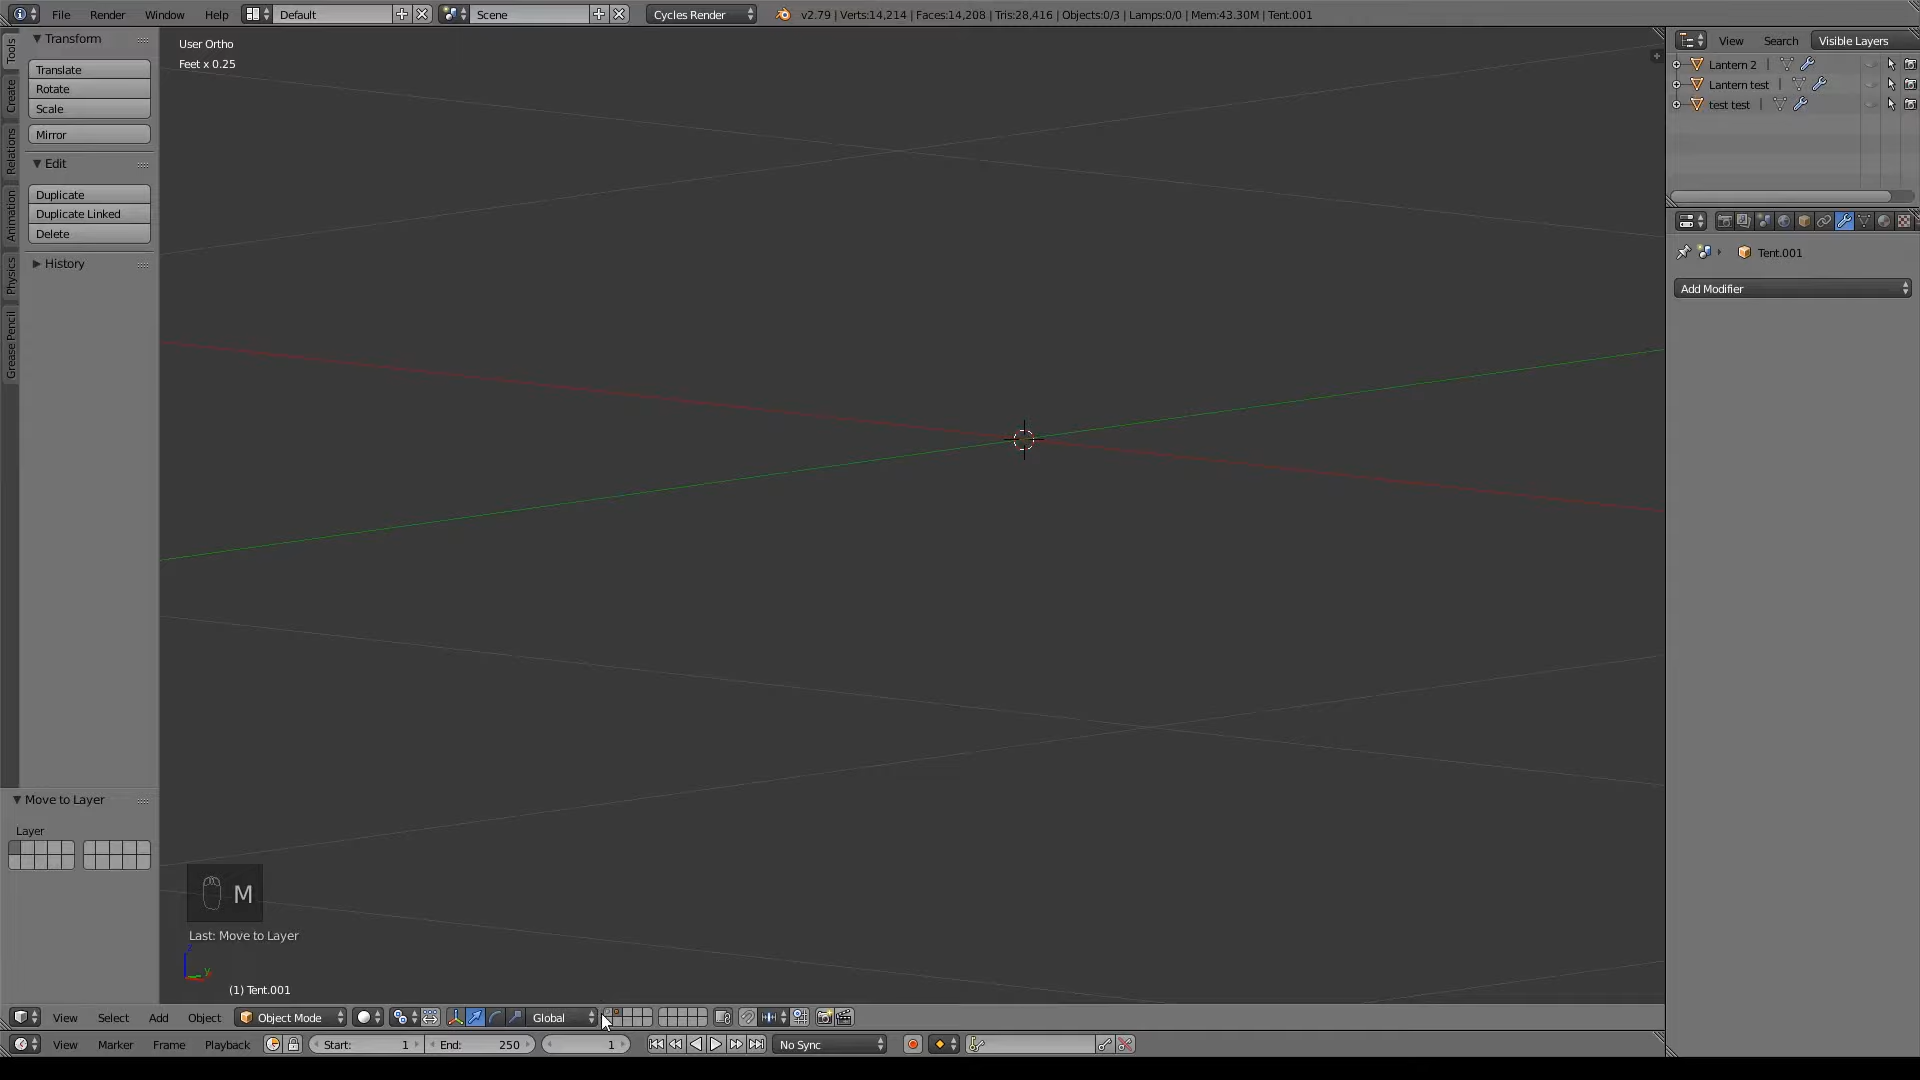 File Render Window Help Default Scene Cycles Render v2.79 | Verts:14,214 | Faces:14,208 | Tris:28,416 | Objects:0/3 | Lamps:0/0 | Mem:43.30M | Tent.001
Tools
Create
Relations
Animation
Physics
Grease Pencil
Transform
Translate
Rotate
Scale
Mirror
Edit
Duplicate
Duplicate Linked
Delete
History
Move to Layer
Layer
User Ortho
Feet x 0.25
M
Last: Move to Layer
z
y
(1) Tent.001
View Search Visible Layers
Lantern 2
Lantern test
test test
Tent.001
Add Modifier
View Select Add Object Object Mode Global
View Marker Frame Playback Start: 1 End: 250 1 No Sync